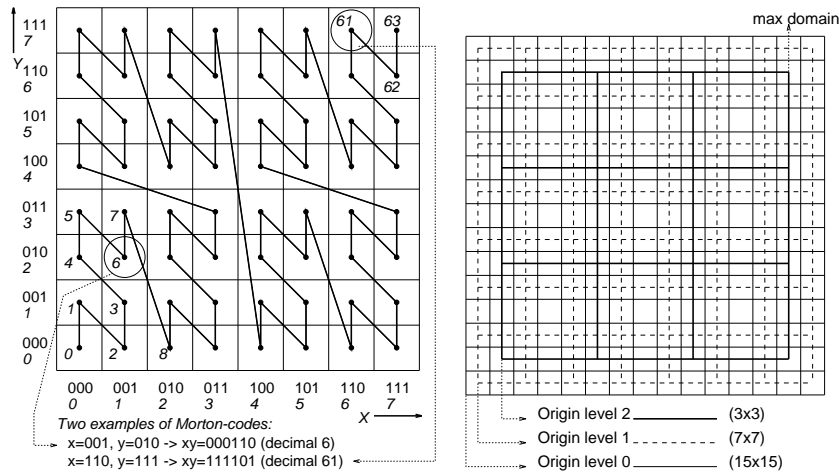 111
7
Y
110
6
101
5
100
4
011
3
010
2
001
1
000
0
61
63
62
5
7
4
6
1
3
0
2
8
000 001 010 011 100 101 110 111
0 1 2 3 4 5 6 7
X
Two examples of Morton-codes:
x=001, y=010 -> xy=000110 (decimal 6)
x=110, y=111 -> xy=111101 (decimal 61)
max domain
Origin level 2 (3x3)
Origin level 1 (7x7)
Origin level 0 (15x15)